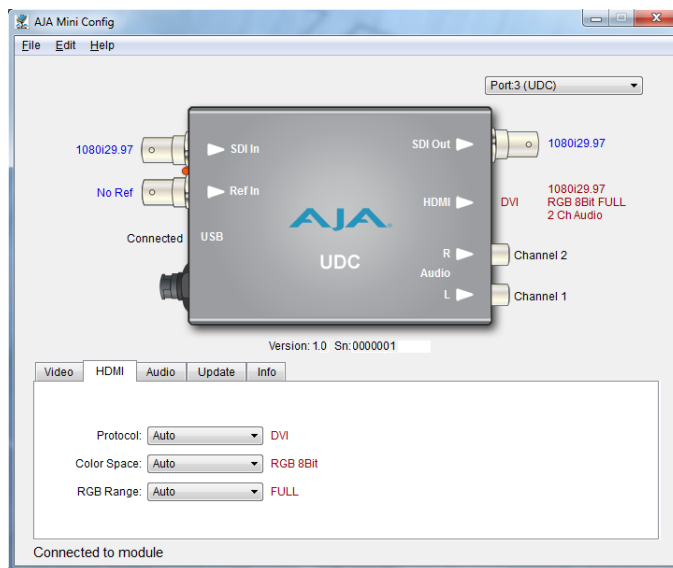 AJA Mini Config
File Edit Help
Port:3 (UDC)
1080i29.97
SDI In
SDI Out
1080i29.97
No Ref
Ref In
HDMI
DVI
1080i29.97
RGB 8Bit FULL
2 Ch Audio
Connected
USB
AJA
UDC
R
Channel 2
Audio
L
Channel 1
Version: 1.0 Sn:0000001
Video HDMI Audio Update Info
Protocol: Auto DVI
Color Space: Auto RGB 8Bit
RGB Range: Auto FULL
Connected to module